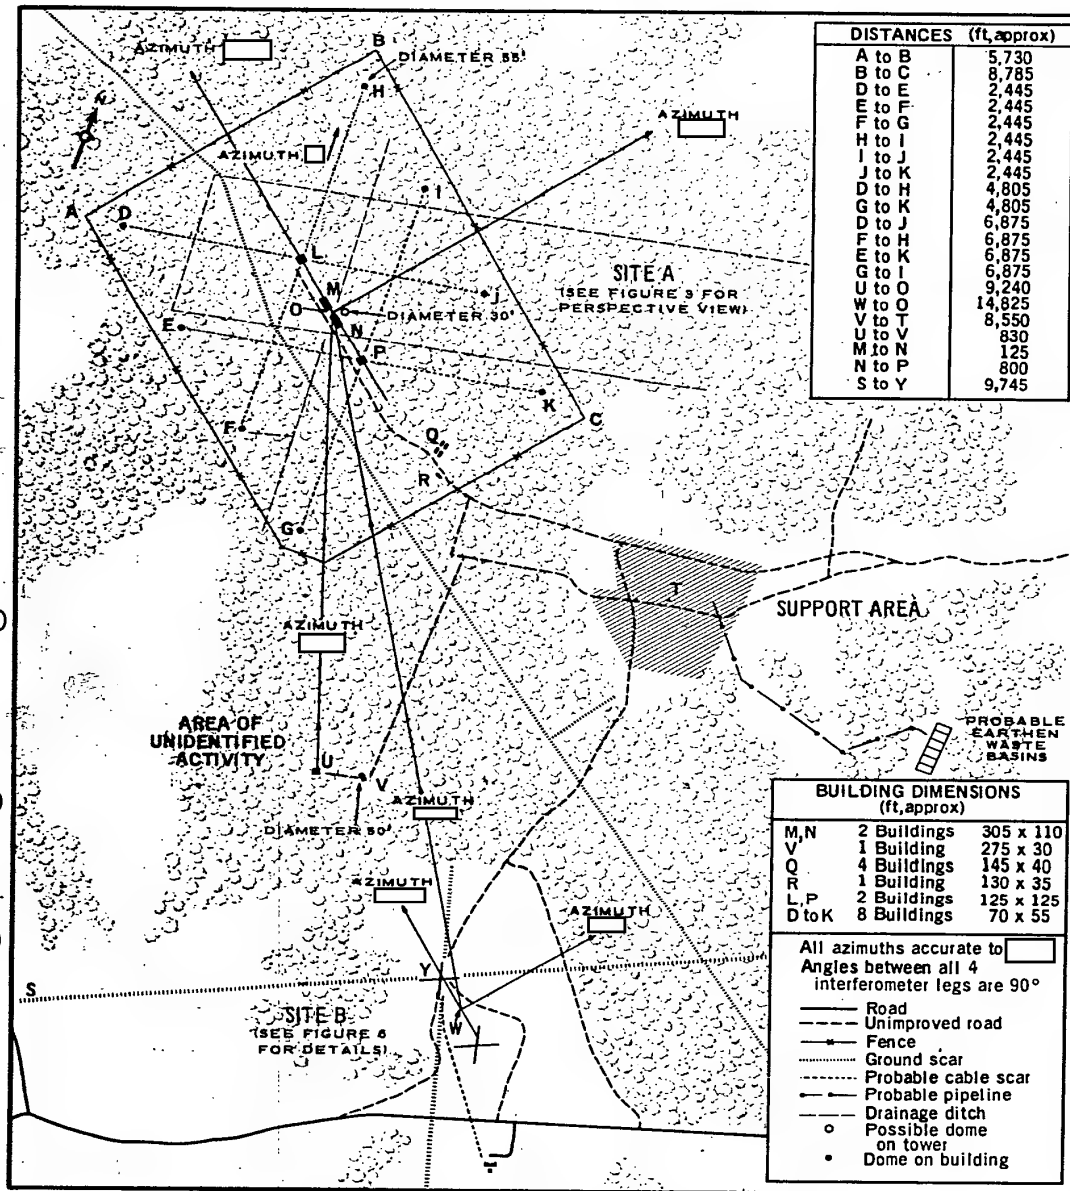 AZIMUTH
B
DIAMETER 55'
H
N
AZIMUTH
AZIMUTH
I
A
D
L
SITE A
(SEE FIGURE 3 FOR
PERSPECTIVE VIEW)
J
M
O
DIAMETER 30'
N
E
P
K
C
F
Q
R
G
T
SUPPORT AREA
AZIMUTH
AREA OF
UNIDENTIFIED
ACTIVITY
U
V
DIAMETER 50'
AZIMUTH
PROBABLE
EARTHEN
WASTE
BASINS
AZIMUTH
AZIMUTH
Y
S
W
SITE B
(SEE FIGURE 6
FOR DETAILS)
DISTANCES (ft, approx)
A to B 5,730
B to C 8,785
D to E 2,445
E to F 2,445
F to G 2,445
H to I 2,445
I to J 2,445
J to K 2,445
D to H 4,805
G to K 4,805
D to J 6,875
F to H 6,875
E to K 6,875
G to I 6,875
U to O 9,240
W to O 14,825
V to T 8,550
U to V 830
M to N 125
N to P 800
S to Y 9,745
BUILDING DIMENSIONS
(ft, approx)
M,N 2 Buildings 305 x 110
V 1 Building 275 x 30
Q 4 Buildings 145 x 40
R 1 Building 130 x 35
L,P 2 Buildings 125 x 125
D to K 8 Buildings 70 x 55
All azimuths accurate to
Angles between all 4
interferometer legs are 90°
Road
Unimproved road
Fence
Ground scar
Probable cable scar
Probable pipeline
Drainage ditch
Possible dome
on tower
Dome on building